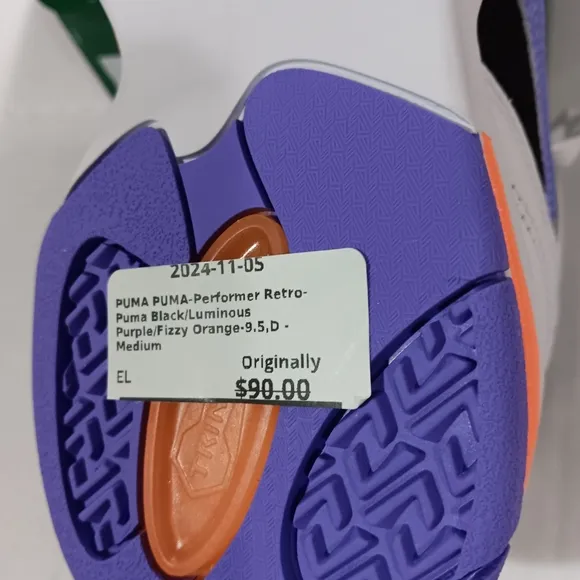 2024-11-05
PUMA PUMA-Performer Retro-
Puma Black/Luminous
Purple/Fizzy Orange-9.5,D -
Medium
Originally
EL
$90.00